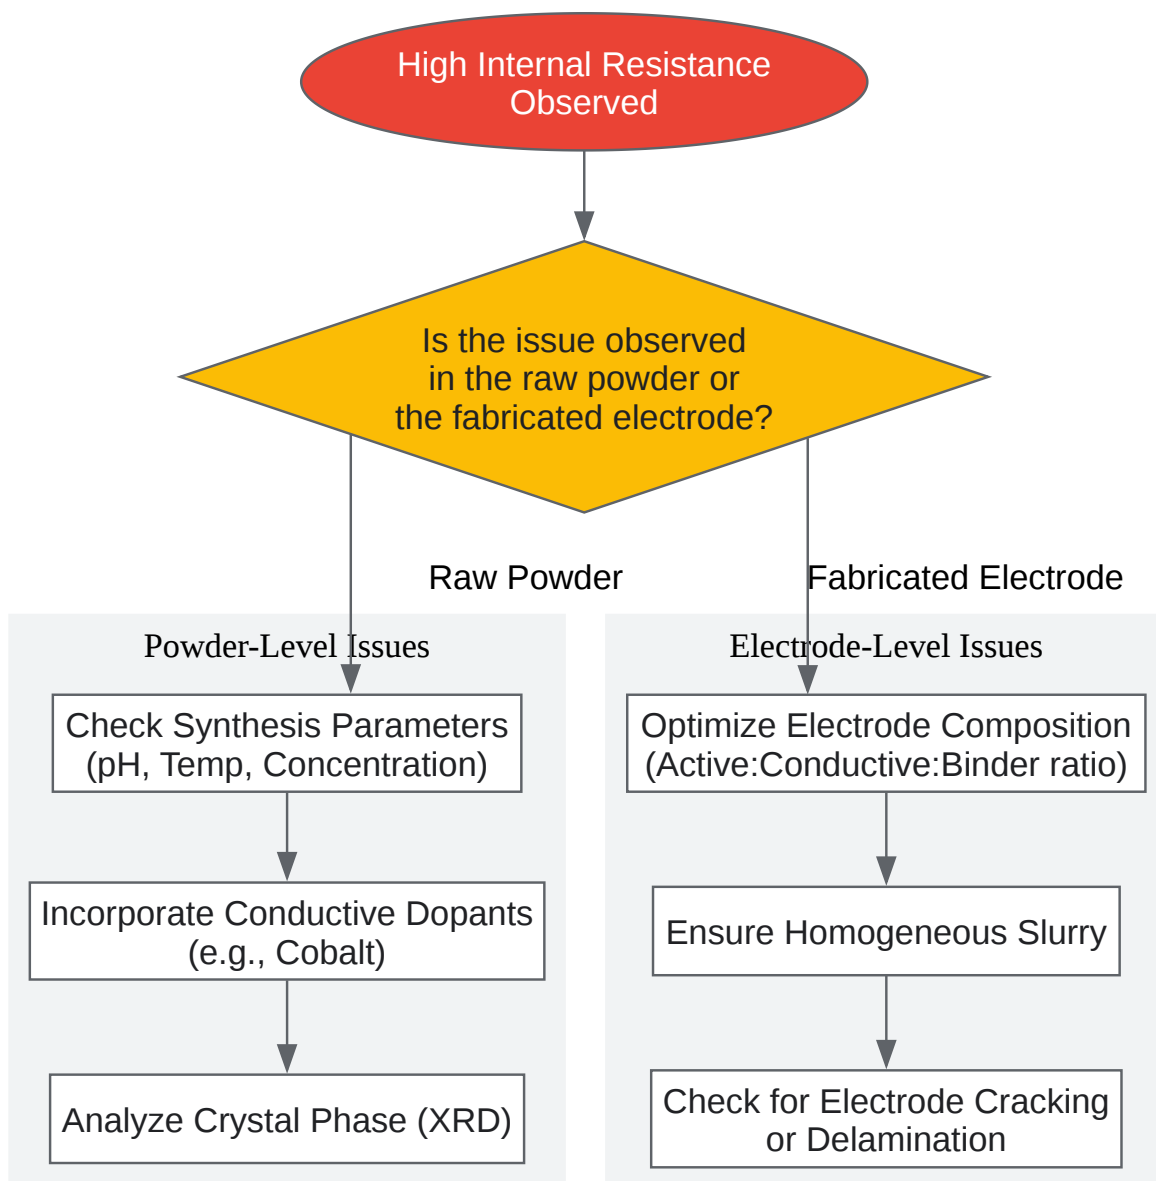 High Internal Resistance
Observed
Is the issue observed
in the raw powder or
the fabricated electrode?
Raw Powder
Fabricated Electrode
Powder-Level Issues
Check Synthesis Parameters
(pH, Temp, Concentration)
Incorporate Conductive Dopants
(e.g., Cobalt)
Analyze Crystal Phase (XRD)
Electrode-Level Issues
Optimize Electrode Composition
(Active:Conductive:Binder ratio)
Ensure Homogeneous Slurry
Check for Electrode Cracking
or Delamination